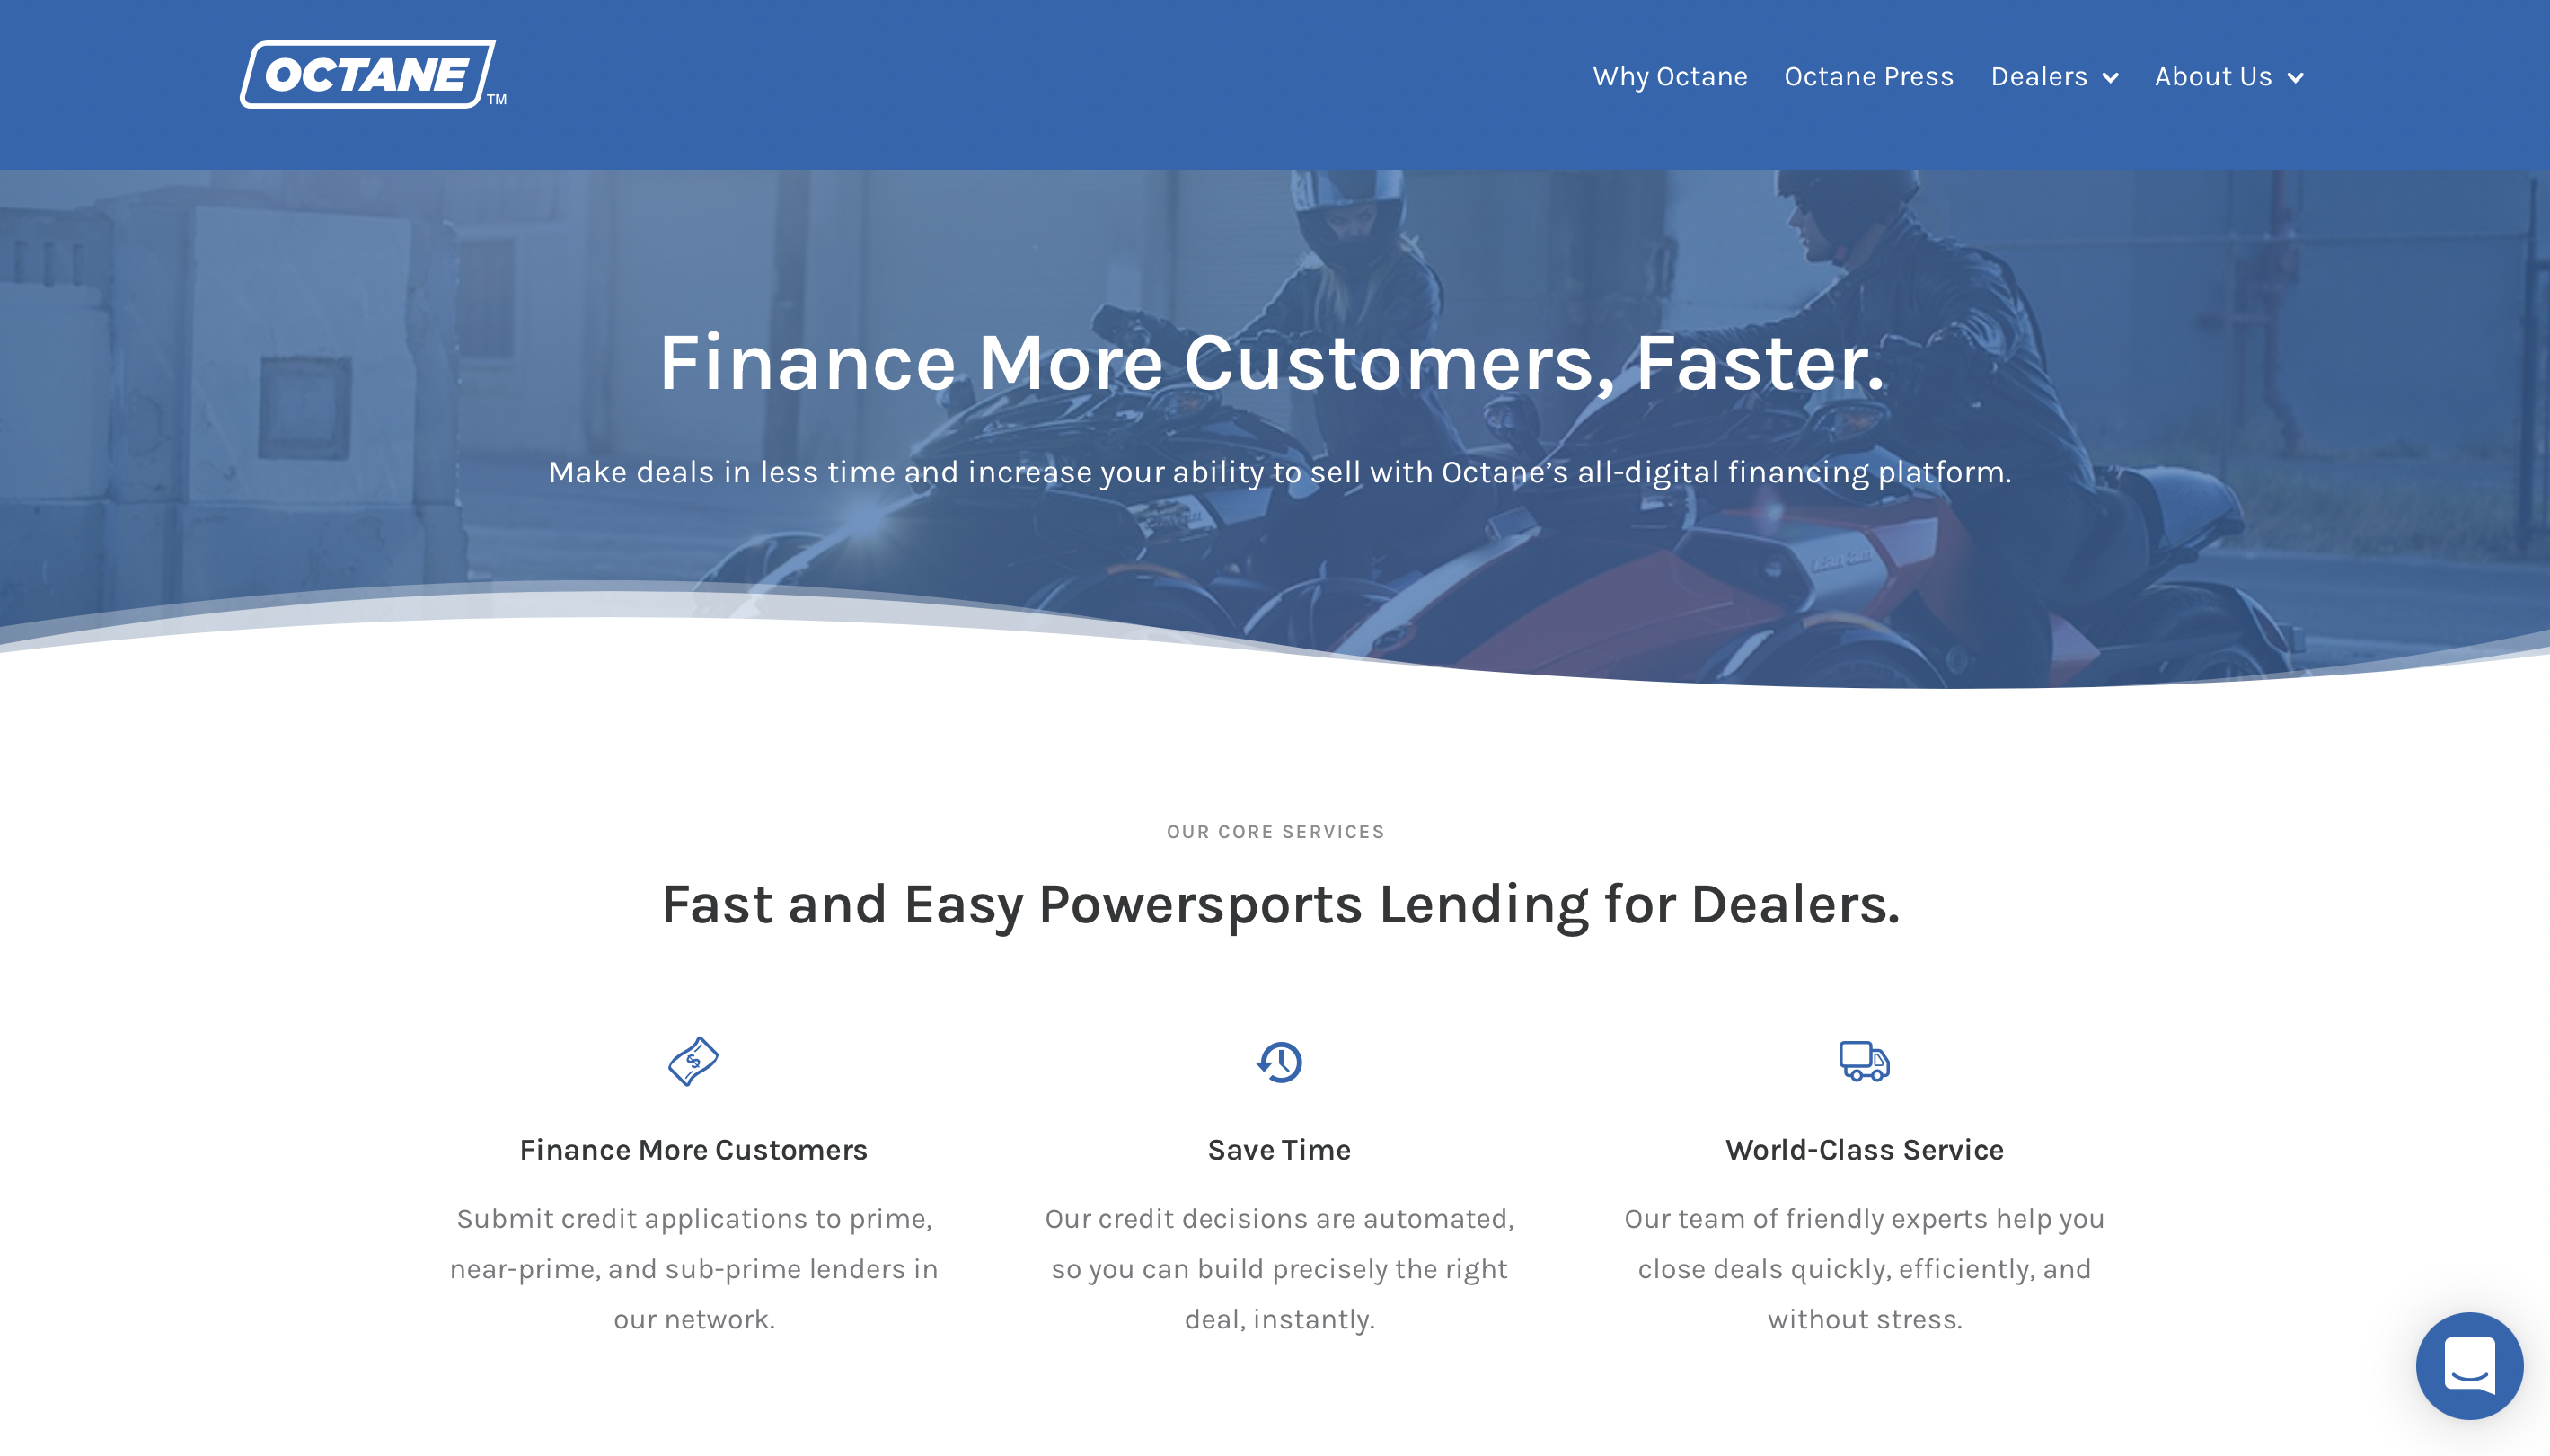 OCTANE TM
Why Octane Octane Press Dealers About Us
Finance More Customers, Faster.
Make deals in less time and increase your ability to sell with Octane’s all-digital financing platform.
OUR CORE SERVICES
Fast and Easy Powersports Lending for Dealers.
$
Finance More Customers
Submit credit applications to prime,
near-prime, and sub-prime lenders in
our network.
Save Time
Our credit decisions are automated,
so you can build precisely the right
deal, instantly.
World-Class Service
Our team of friendly experts help you
close deals quickly, efficiently, and
without stress.